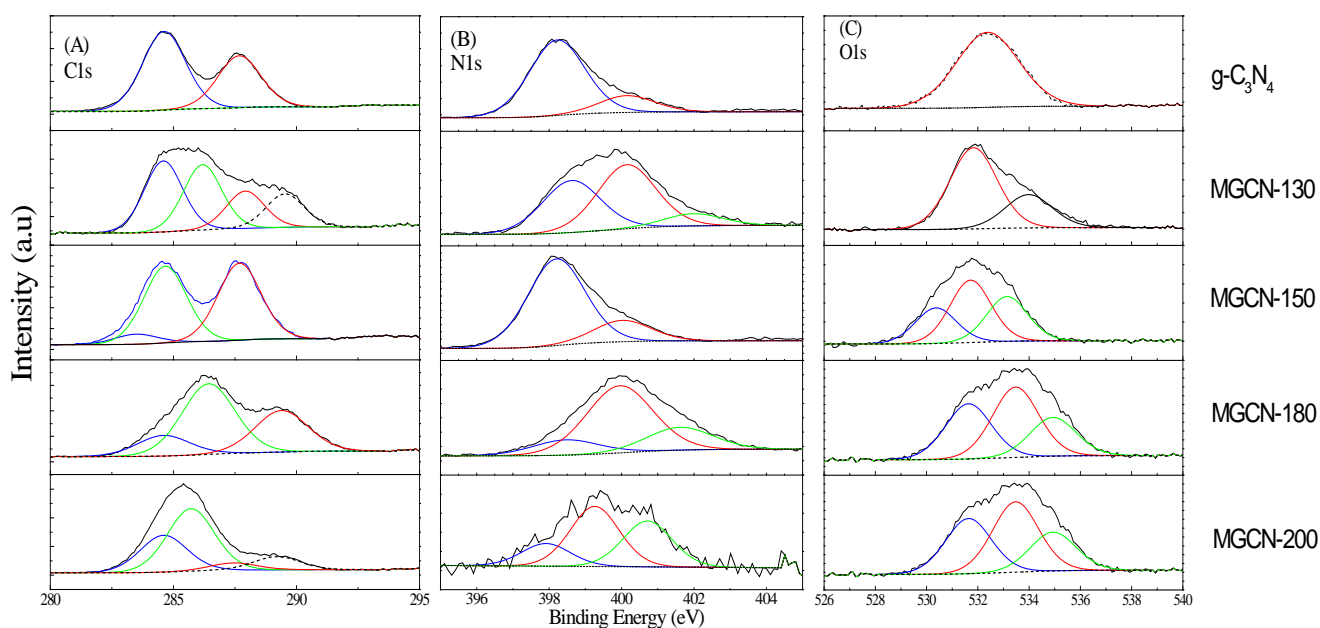 (A)
C1s
(B)
N1s
(C)
O1s
g-C3N4
MGCN-130
MGCN-150
MGCN-180
MGCN-200
Intensity (a.u)
280 285 290 295
396 398 400 402 404
526 528 530 532 534 536 538 540
Binding Energy (eV)